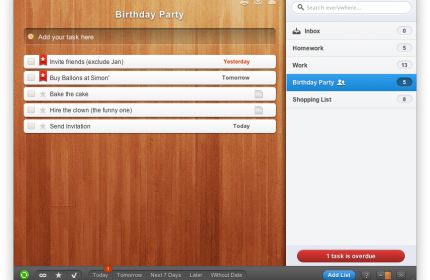 Birthday Party
Add your task here
Invite friends (exclude Jan) Yesterday
Buy Ballons at Simon' Tomorrow
Bake the cake
Hire the clown (the funny one)
Send Invitation Today
Search everywhere...
Inbox 0
Homework 5
Work 13
Birthday Party 5
Shopping List 8
1 task is overdue
1
Today Tomorrow Next 7 Days Later Without Date
Add List ?